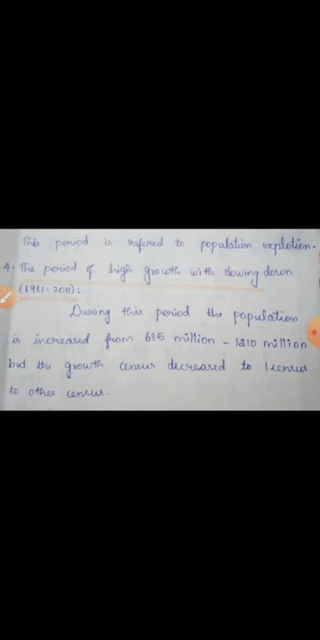 This period is refered to population explotion.
4. The period of high growth with slowing down
(1981-2011):
During this period the population
is increased from 685 million - 1210 million
but the growth census decreased to 1 census
to other census.